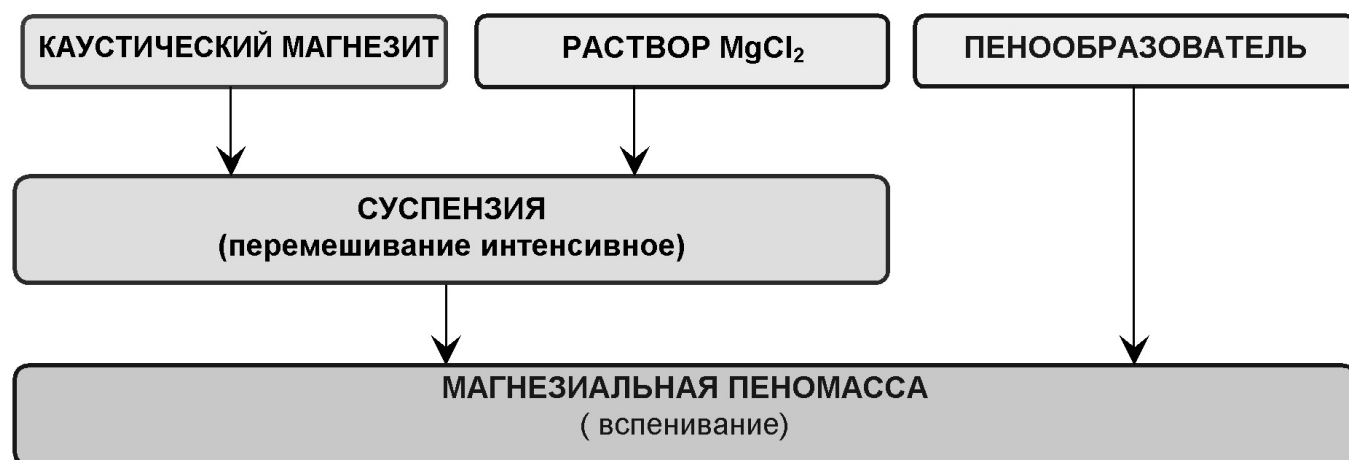 КАУСТИЧЕСКИЙ МАГНЕЗИТ
РАСТВОР MgCl₂
ПЕНООБРАЗОВАТЕЛЬ
СУСПЕНЗИЯ
(перемешивание интенсивное)
МАГНЕЗИАЛЬНАЯ ПЕНОМАССА
( вспенивание)